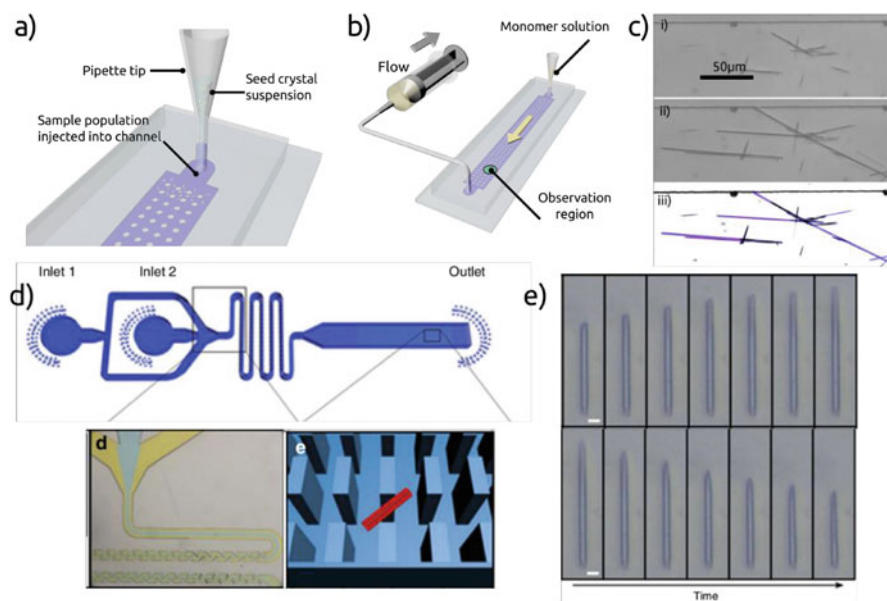 a)
Pipette tip
Seed crystal
suspension
Sample population
injected into channel
b)
Flow
Monomer solution
Observation
region
c)
i)
50μm
ii)
iii)
d)
Inlet 1
Inlet 2
Outlet
d
e
e)
Time